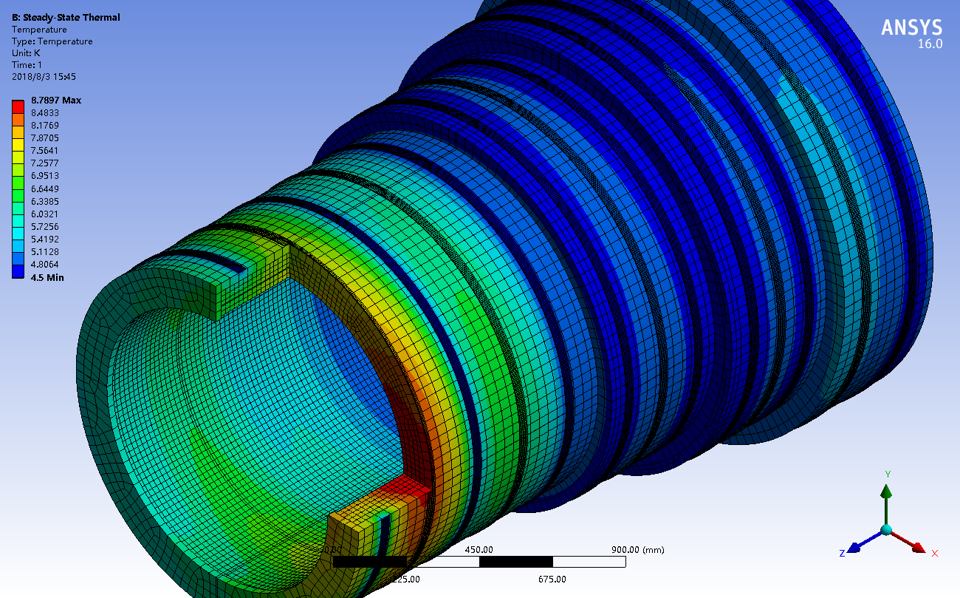 B: Steady-State Thermal
Temperature
Type: Temperature
Unit: K
Time: 1
2018/8/3 15:45
8.7897 Max
8.4833
8.1769
7.8705
7.5641
7.2577
6.9513
6.6449
6.3385
6.0321
5.7256
5.4192
5.1128
4.8064
4.5 Min
ANSYS
16.0
450.00
900.00 (mm)
675.00
Y
Z
X